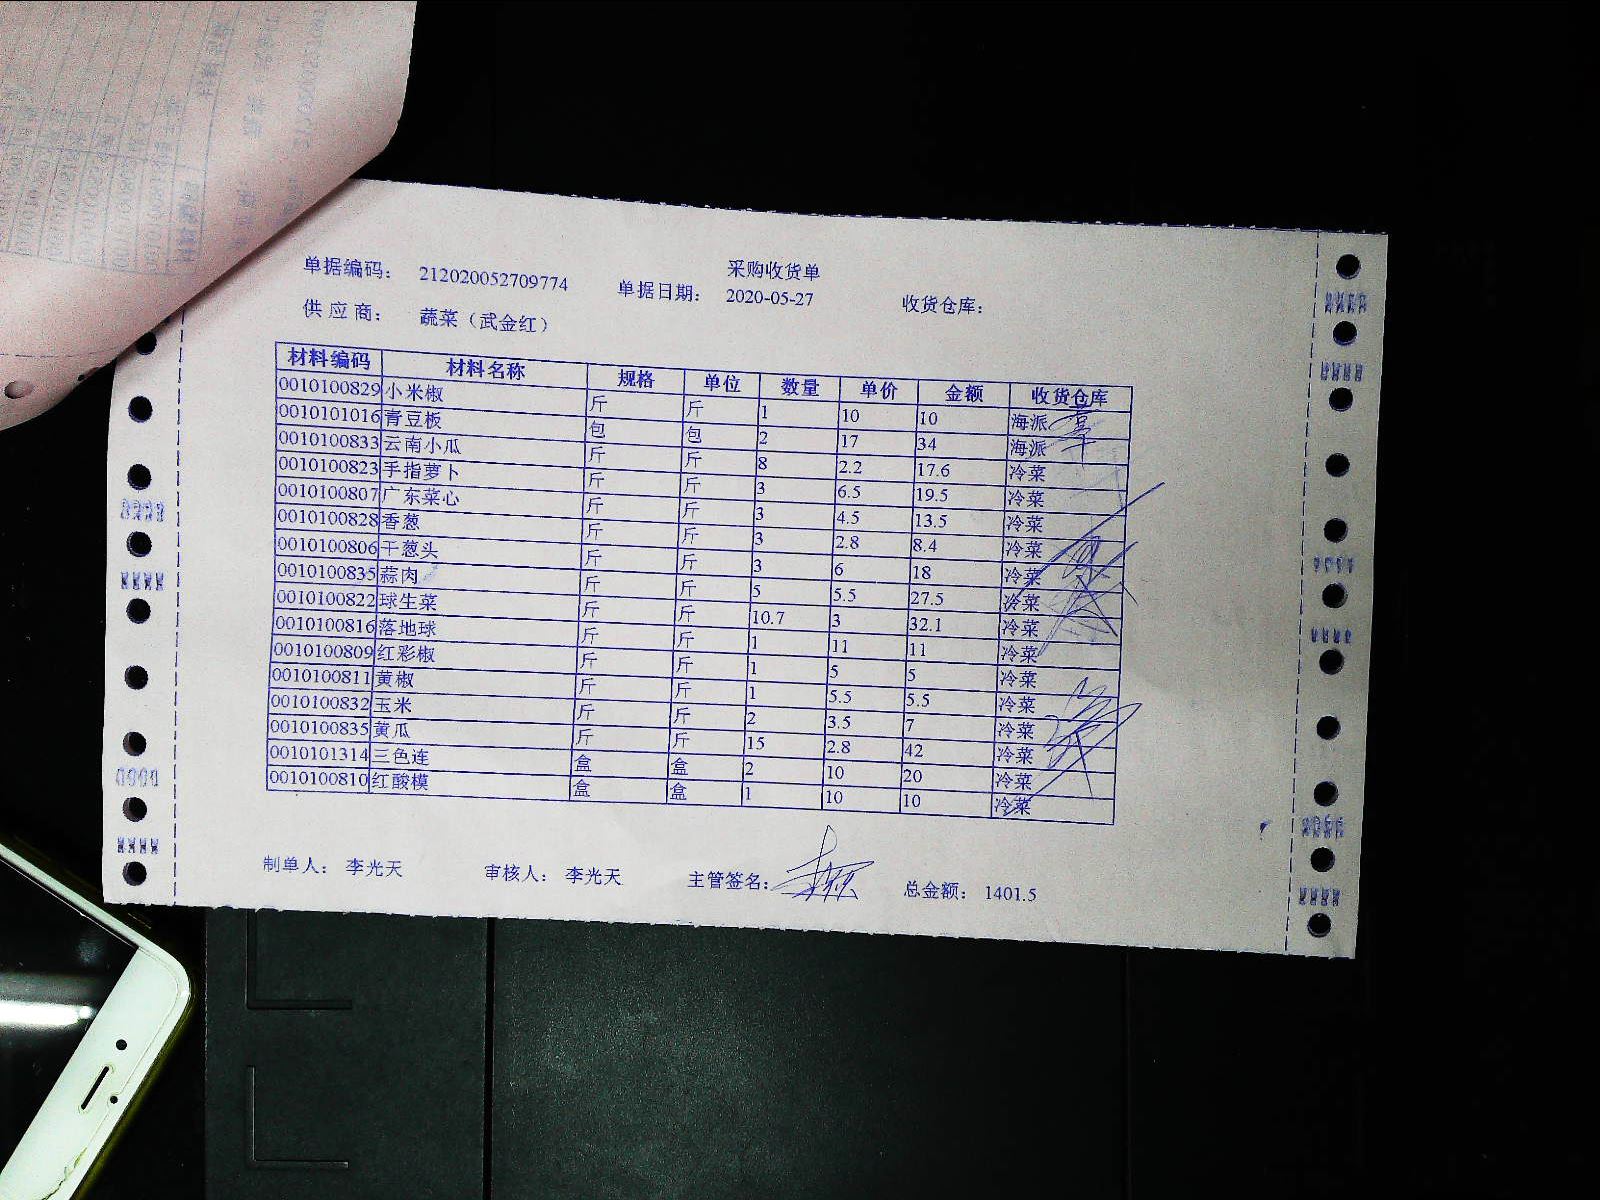 采购收货单
单据编码： 212020052709774 单据日期： 2020-05-27 收货仓库：
供 应 商： 蔬菜（武金红）
材料编码 材料名称 规格 单位 数量 单价 金额 收货仓库
0010100829 小米椒 斤 斤 1 10 10 海派
0010101016 青豆板 包 包 2 17 34 海派
0010100833 云南小瓜 斤 斤 8 2.2 17.6 冷菜
0010100823 手指萝卜 斤 斤 3 6.5 19.5 冷菜
0010100807 广东菜心 斤 斤 3 4.5 13.5 冷菜
0010100828 香葱 斤 斤 3 2.8 8.4 冷菜
0010100806 干葱头 斤 斤 3 6 18 冷菜
0010100835 蒜肉 斤 斤 5 5.5 27.5 冷菜
0010100822 球生菜 斤 斤 10.7 3 32.1 冷菜
0010100816 落地球 斤 斤 1 11 11 冷菜
0010100809 红彩椒 斤 斤 1 5 5 冷菜
0010100811 黄椒 斤 斤 1 5.5 5.5 冷菜
0010100832 玉米 斤 斤 2 3.5 7 冷菜
0010100835 黄瓜 斤 斤 15 2.8 42 冷菜
0010101314 三色连 盒 盒 2 10 20 冷菜
0010100810 红酸模 盒 盒 1 10 10 冷菜
制单人： 李光天 审核人： 李光天 主管签名： 总金额： 1401.5